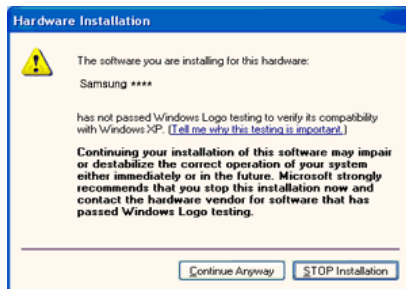 Hardware Installation
The software you are installing for this hardware:
Samsung ****
has not passed Windows Logo testing to verify its compatibility
with Windows XP. (Tell me why this testing is important.)
Continuing your installation of this software may impair
or destabilize the correct operation of your system
either immediately or in the future. Microsoft strongly
recommends that you stop this installation now and
contact the hardware vendor for software that has
passed Windows Logo testing.
Continue Anyway
STOP Installation